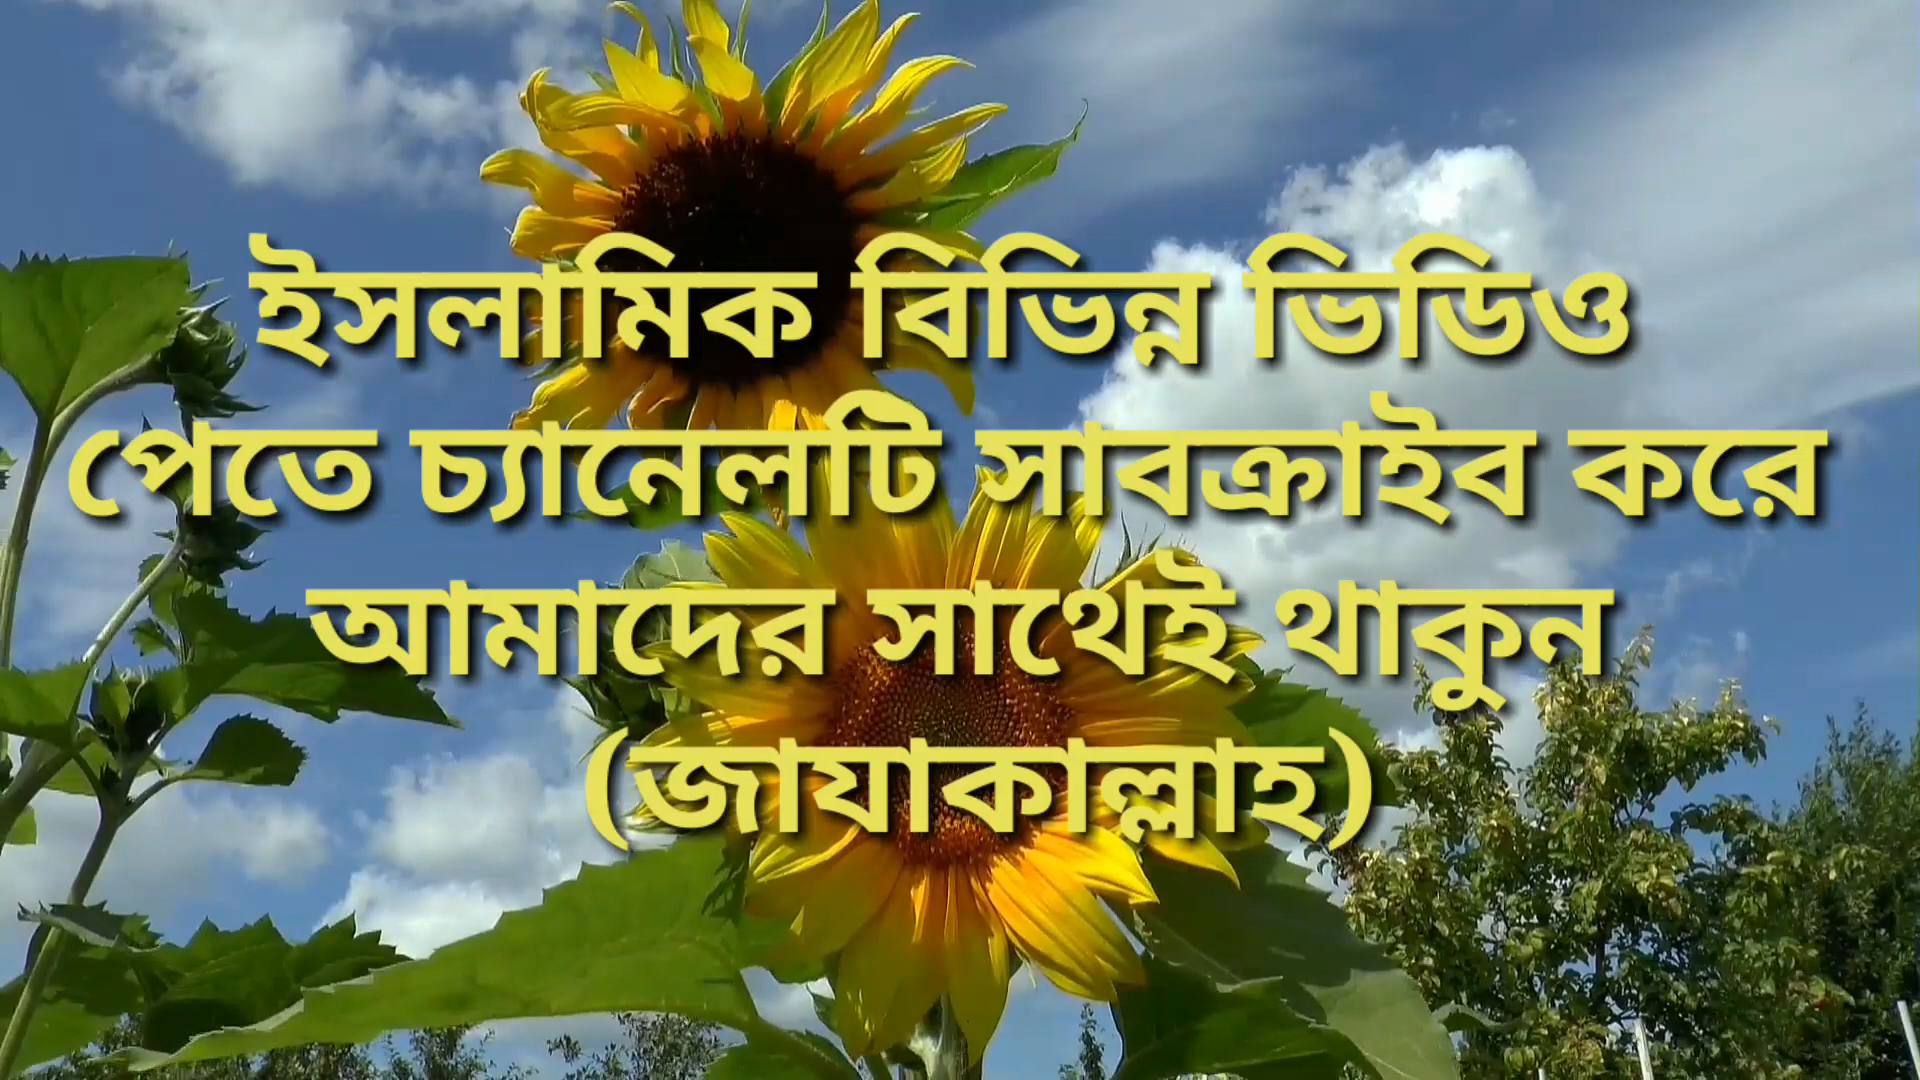 ইসলামিক বিভিন্ন ভিডিও
পেতে চ্যানেলটি সাবক্রাইব করে
আমাদের সাথেই থাকুন
(জাযাকাল্লাহ)